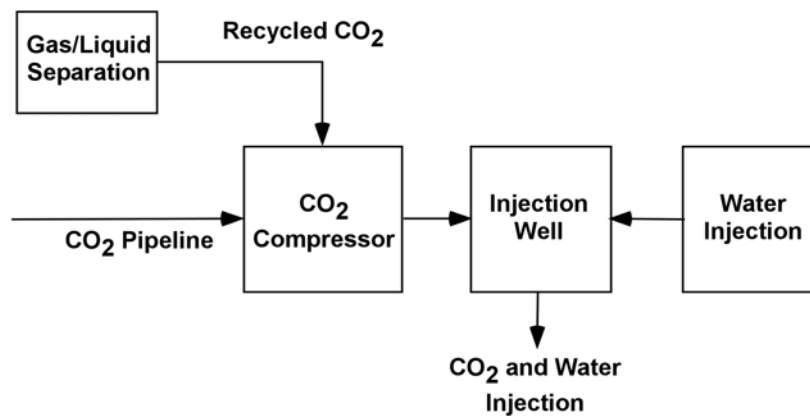 Recycled CO2
Gas/Liquid
Separation
CO2
Compressor
Injection
Well
Water
Injection
CO2 Pipeline
CO2 and Water
Injection